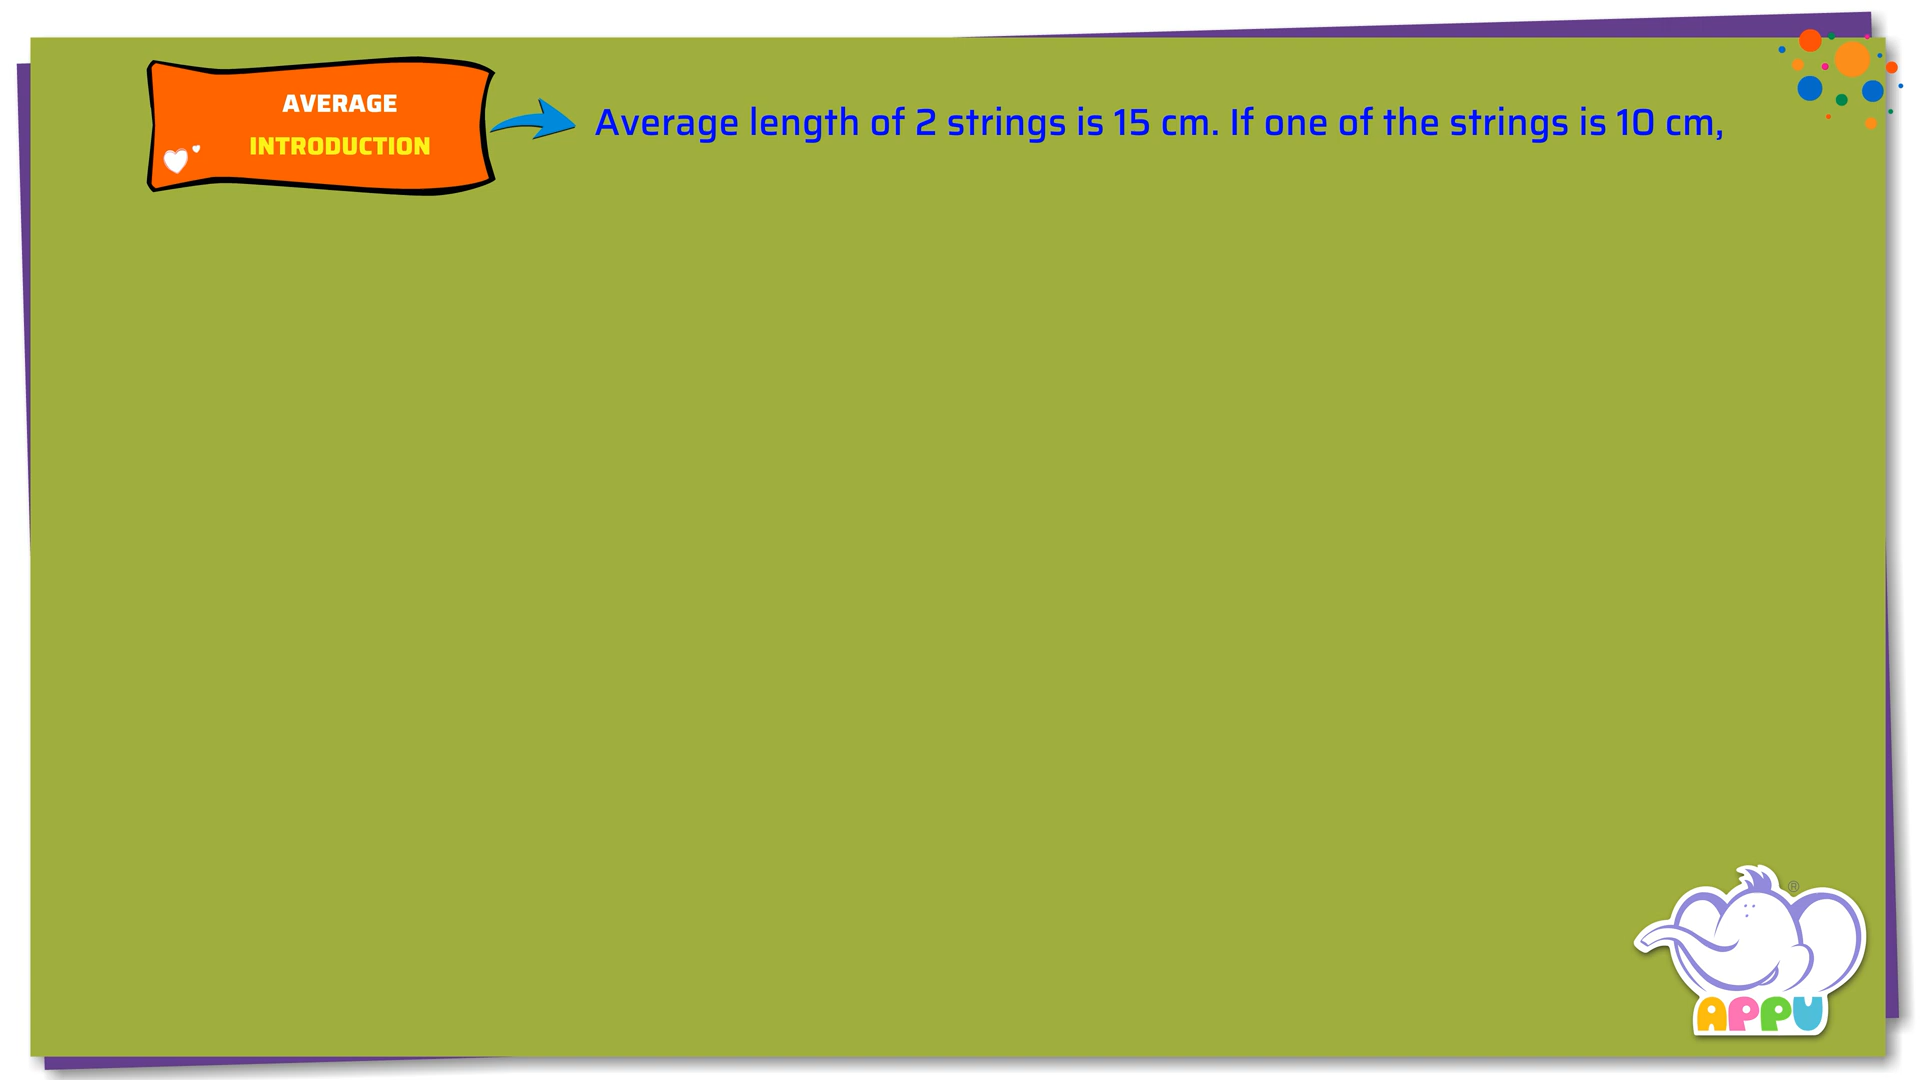 AVERAGE
INTRODUCTION
Average length of 2 strings is 15 cm. If one of the strings is 10 cm,
®
APPU